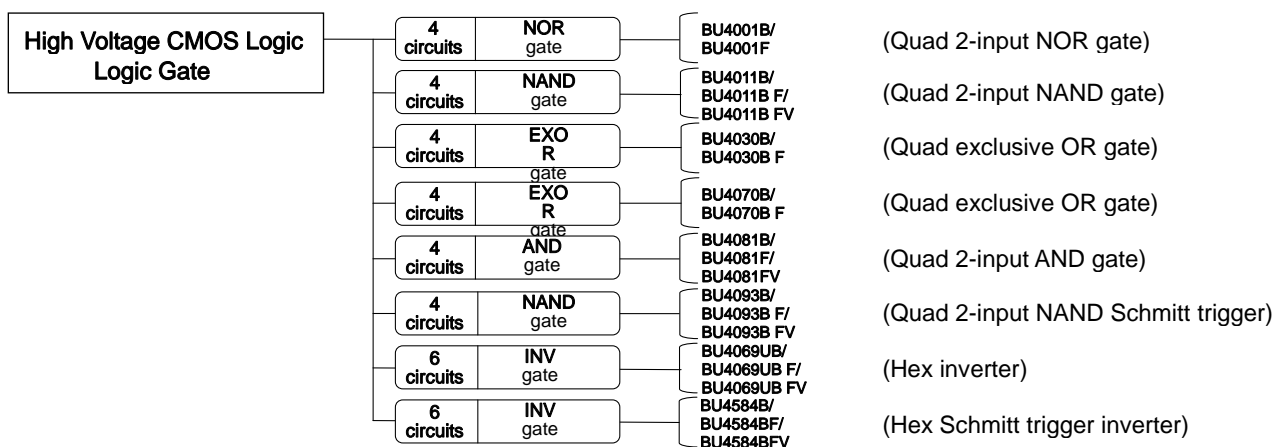 High Voltage CMOS Logic
Logic Gate
4
circuits
NOR
gate
BU4001B/
BU4001F
(Quad 2-input NOR gate)
4
circuits
NAND
gate
BU4011B/
BU4011B F/
BU4011B FV
(Quad 2-input NAND gate)
4
circuits
EXO
R
gate
BU4030B/
BU4030B F
(Quad exclusive OR gate)
4
circuits
EXO
R
gate
BU4070B/
BU4070B F
(Quad exclusive OR gate)
4
circuits
AND
gate
BU4081B/
BU4081F/
BU4081FV
(Quad 2-input AND gate)
4
circuits
NAND
gate
BU4093B/
BU4093B F/
BU4093B FV
(Quad 2-input NAND Schmitt trigger)
6
circuits
INV
gate
BU4069UB/
BU4069UB F/
BU4069UB FV
(Hex inverter)
6
circuits
INV
gate
BU4584B/
BU4584BF/
BU4584BFV
(Hex Schmitt trigger inverter)